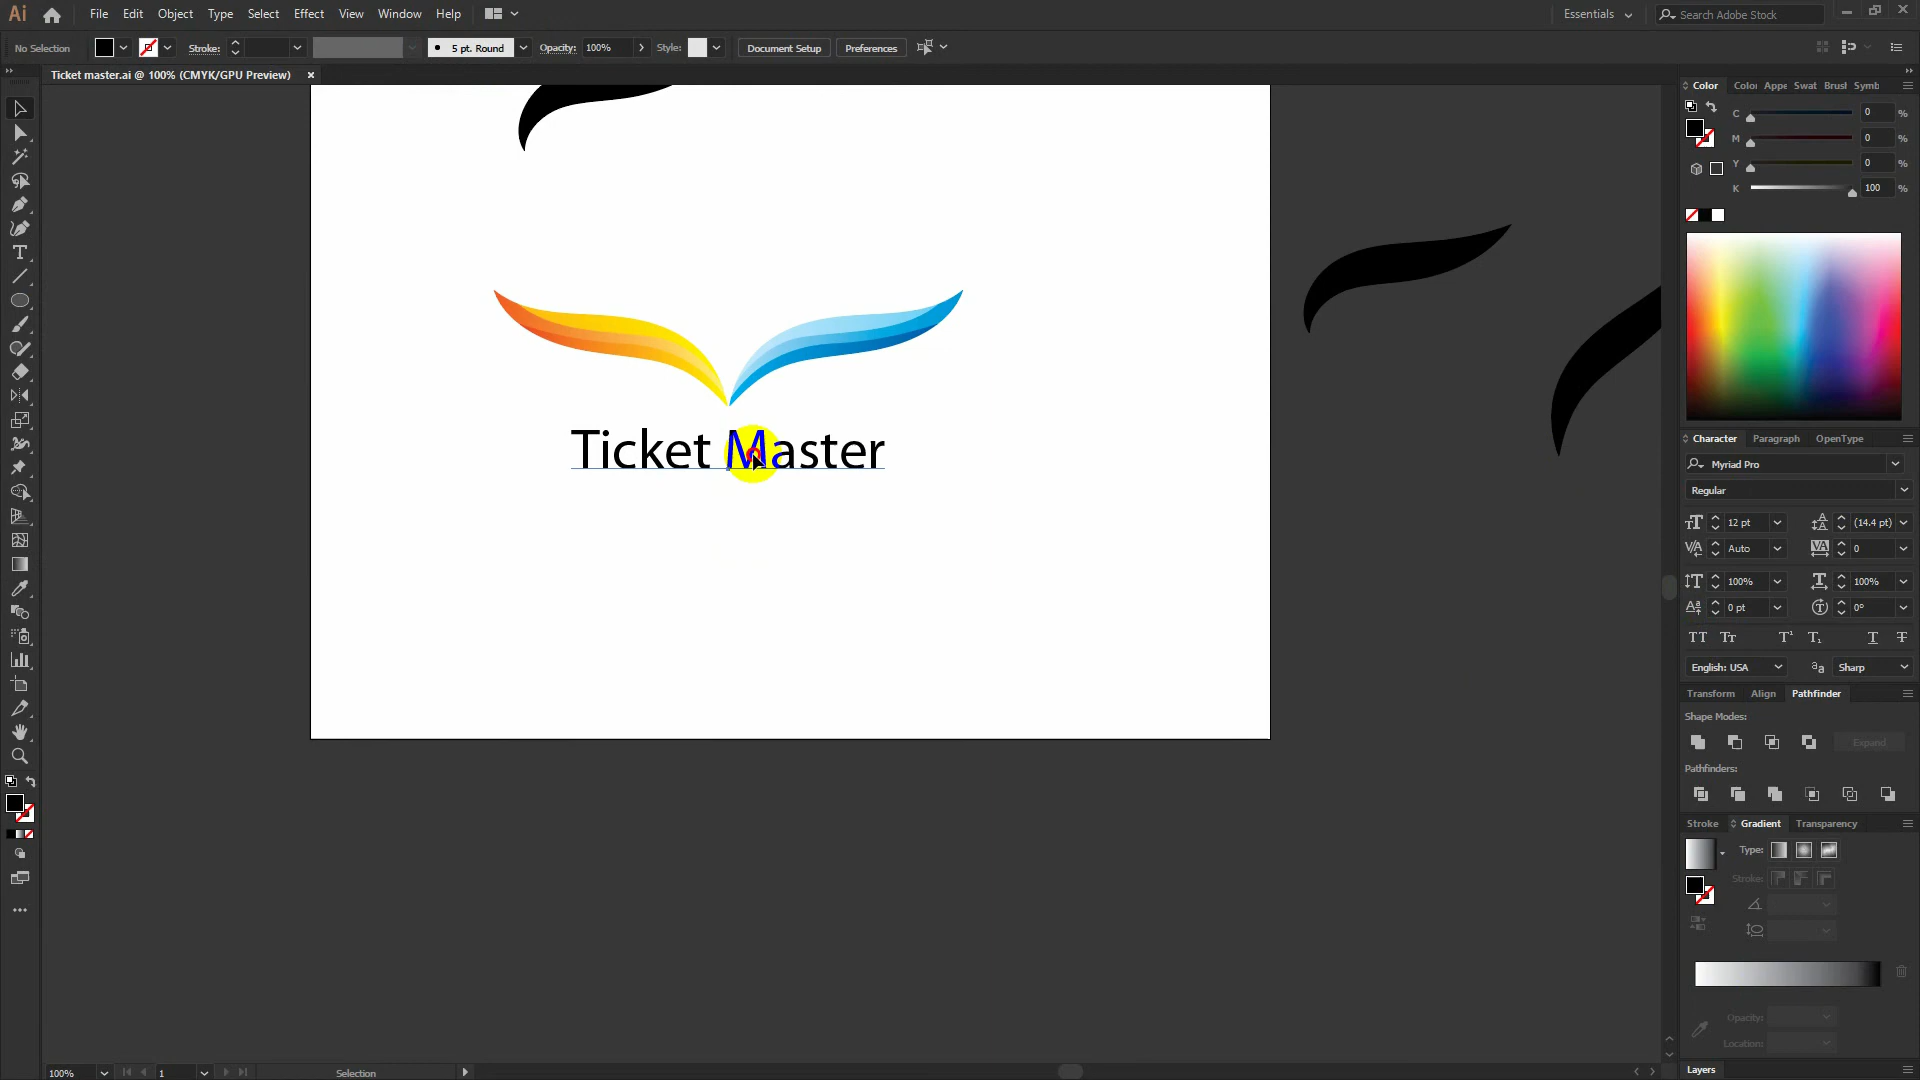 Ai File Edit Object Type Select Effect View Window Help Essentials Search Adobe Stock
No Selection Stroke: 5 pt. Round Opacity: 100% Style: Document Setup Preferences
Ticket master.ai @ 100% (CMYK/GPU Preview)
Color Color Appe Swat Brush Symb
C 0 %
M 0 %
Y 0 %
K 100 %
Ticket Master
Character Paragraph OpenType
Myriad Pro
Regular
12 pt (14.4 pt)
Auto 0
100% 100%
0 pt 0°
English: USA Sharp
Transform Align Pathfinder
Shape Modes:
Expand
Pathfinders:
Stroke Gradient Transparency
Type:
Stroke:
Opacity:
Location:
Layers
100% 1 Selection